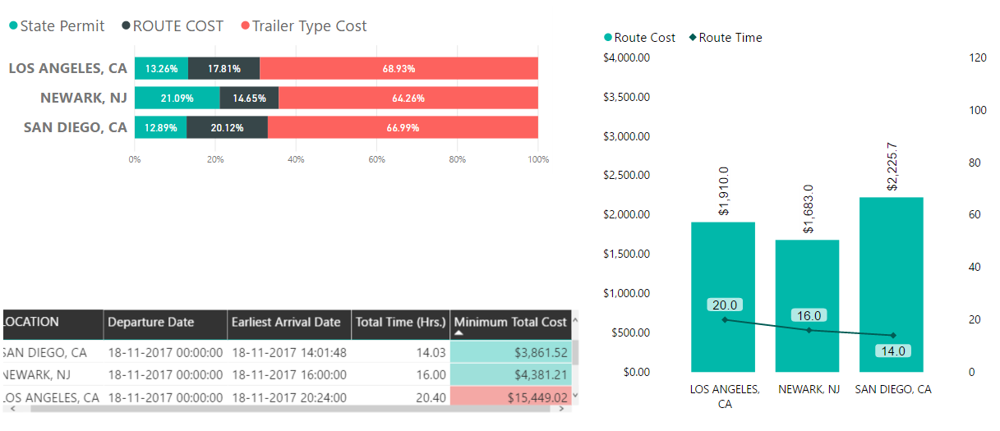 State Permit ROUTE COST Trailer Type Cost
LOS ANGELES, CA 13.26% 17.81% 68.93%
NEWARK, NJ 21.09% 14.65% 64.26%
SAN DIEGO, CA 12.89% 20.12% 66.99%
0% 20% 40% 60% 80% 100%
LOCATION Departure Date Earliest Arrival Date Total Time (Hrs.) Minimum Total Cost
SAN DIEGO, CA 18-11-2017 00:00:00 18-11-2017 14:01:48 14.03 $3,861.52
NEWARK, NJ 18-11-2017 00:00:00 18-11-2017 16:00:00 16.00 $4,381.21
LOS ANGELES, CA 18-11-2017 00:00:00 18-11-2017 20:24:00 20.40 $15,449.02
Route Cost Route Time
$4,000.00 120
$3,500.00
100
$3,000.00
80
$2,500.00
$2,000.00 60
$1,500.00
40
$1,000.00
20
$500.00
$0.00 0
$1,910.0 $1,683.0 $2,225.7
20.0 16.0 14.0
LOS ANGELES, NEWARK, NJ SAN DIEGO, CA
CA